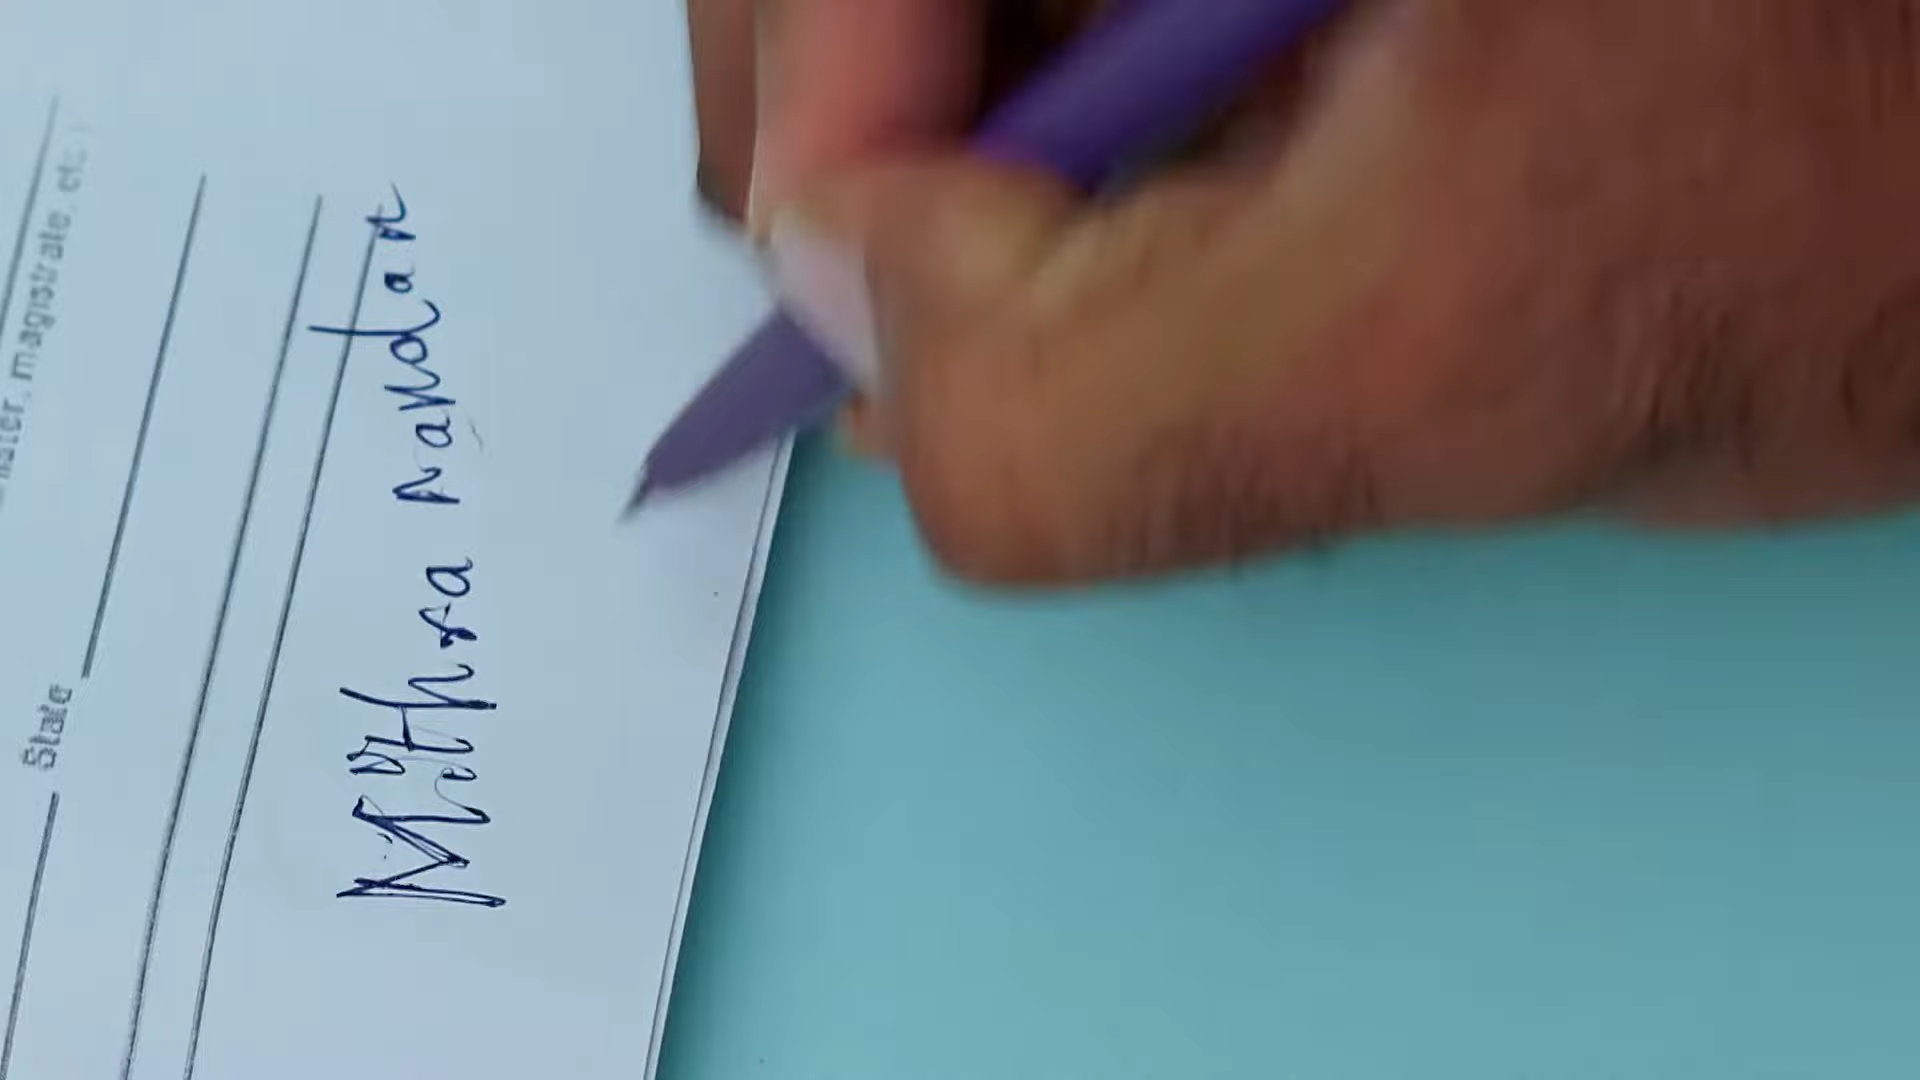 magistrate, etc.)
State
Mithra nandan